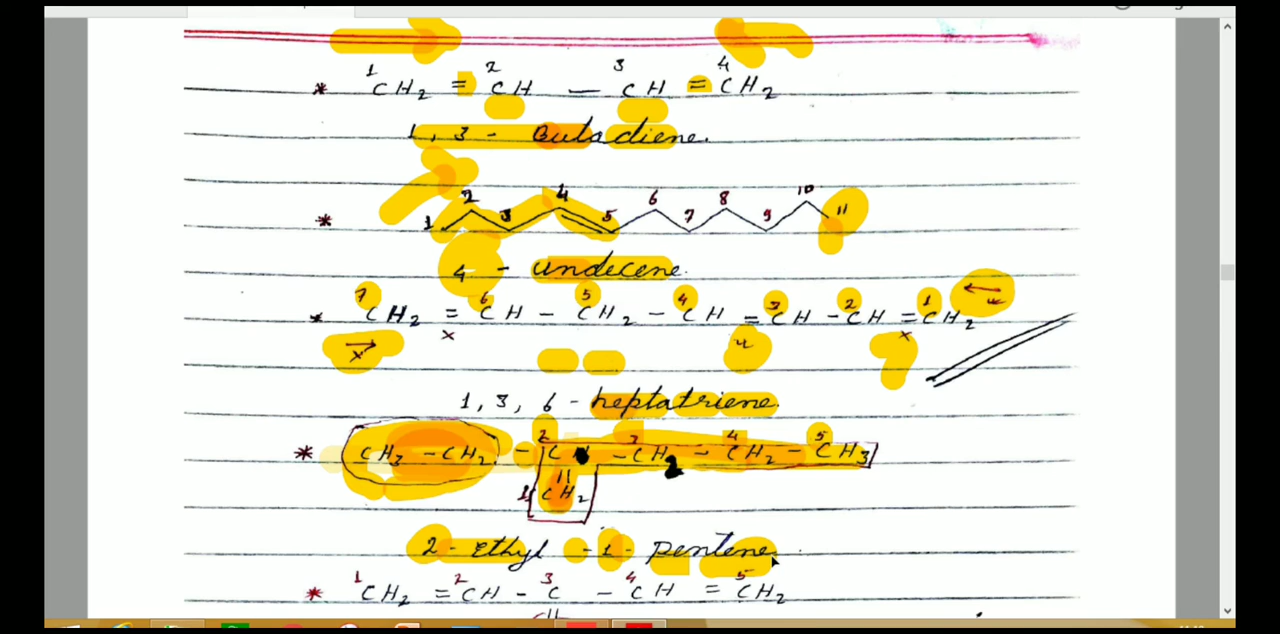 1 2 3 4
* CH2 = CH - CH = CH2
1, 3 - Butadiene.
* 1 2 3 4 5 6 7 8 9 10 11
4 - undecene.
7 6 5 4 3 2 1
* CH2 = CH - CH2 - CH = CH - CH = CH2
x x
x
1, 3, 6 - heptatriene.
2 3 4 5
* CH3 - CH2 - C - CH2 - CH2 - CH3
1 CH2
2 - Ethyl - 1 - pentene.
1 2 3 4 5
* CH2 = CH - C - CH = CH2